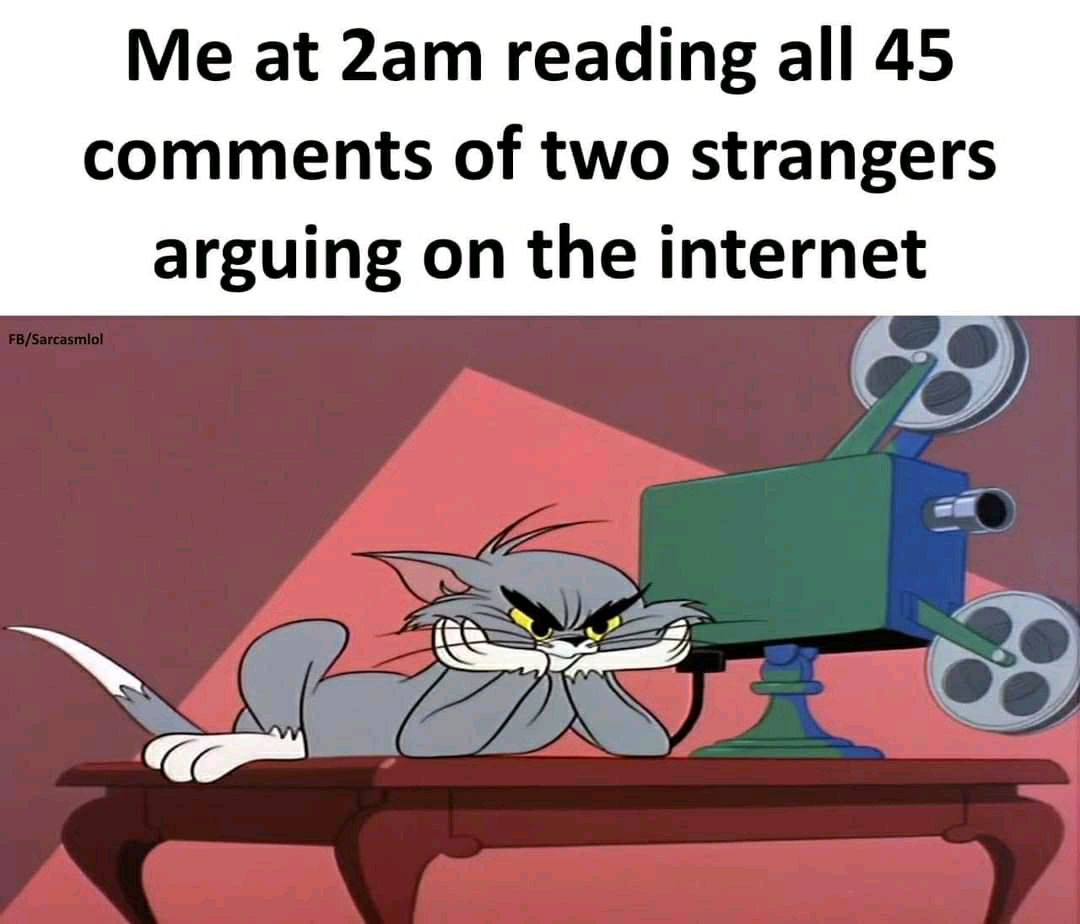 Me at 2am reading all 45
comments of two strangers
arguing on the internet
FB/Sarcasmlol